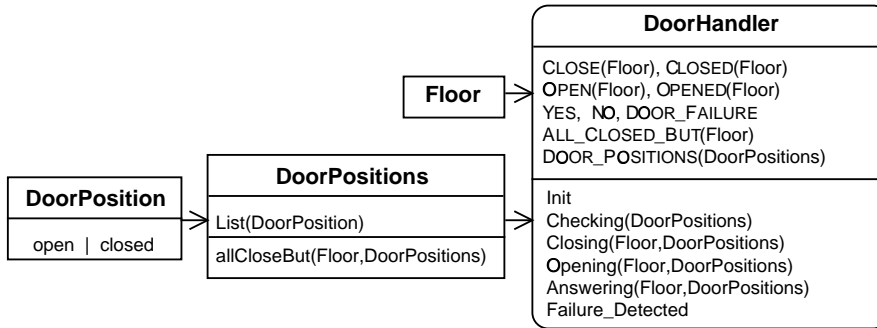 DoorHandler
CLOSE(Floor), CLOSED(Floor)
OPEN(Floor), OPENED(Floor)
YES, NO, DOOR_FAILURE
ALL_CLOSED_BUT(Floor)
DOOR_POSITIONS(DoorPositions)
Floor
DoorPositions
List(DoorPosition)
allCloseBut(Floor,DoorPositions)
DoorPosition
open | closed
Init
Checking(DoorPositions)
Closing(Floor,DoorPositions)
Opening(Floor,DoorPositions)
Answering(Floor,DoorPositions)
Failure_Detected